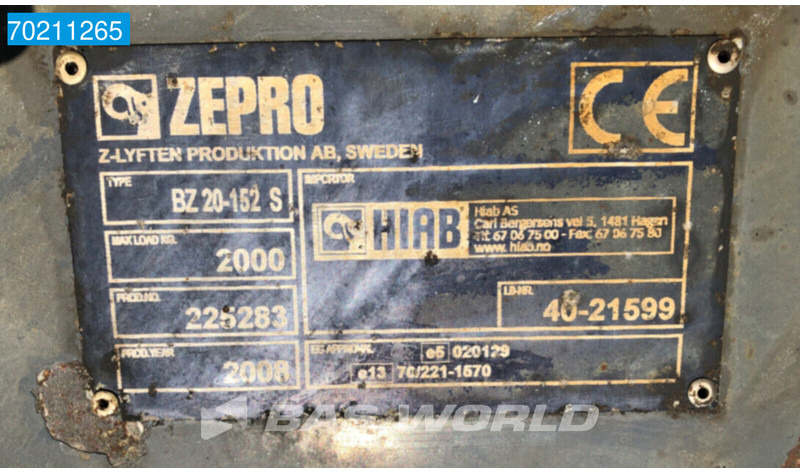 70211265
ZEPRO
CE
Z-LYFTEN PRODUKTION AB, SWEDEN
TYPE
BZ 20-152 S
MAX LOAD KG.
2000
PROD.NO.
225283
PROD.YEAR
2008
IMPORTOR
HIAB
Hiab AS
Carl Bergersens vei 5, 1481 Hagan
Tlf: 67 06 75 00 - Fax: 67 06 75 80
www.hiab.no
LB-NR.
40-21599
EG APPROVAL
e5 020129
e13 70/221-1570
BAS WORLD